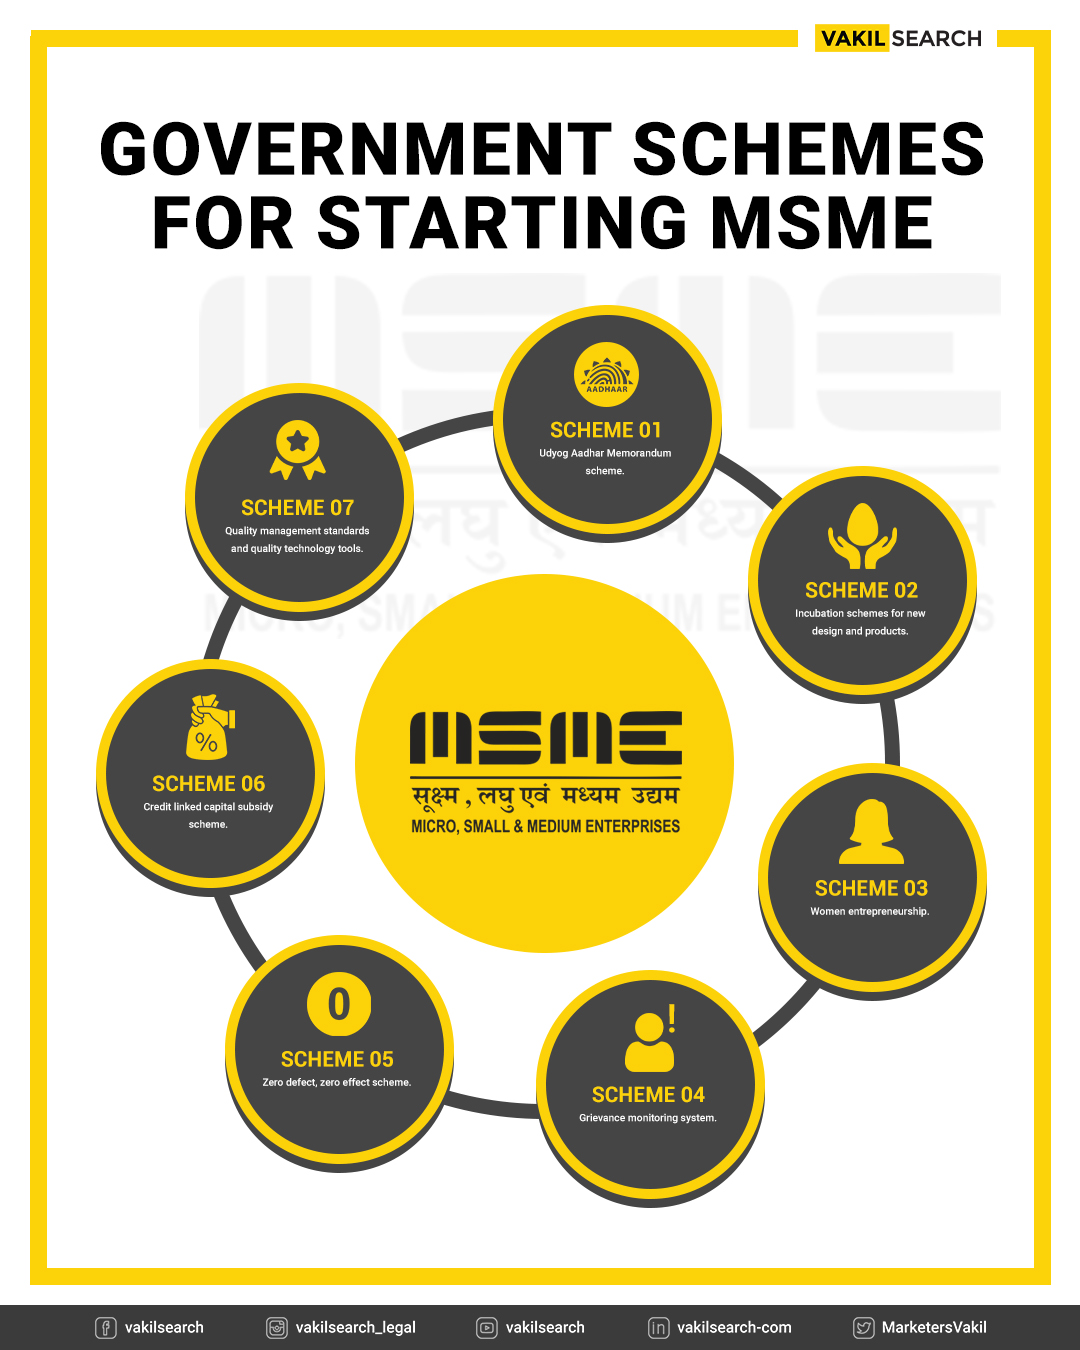 VAKIL SEARCH
GOVERNMENT SCHEMES
FOR STARTING MSME
AADHAAR
SCHEME 01
Udyog Aadhar Memorandum
scheme.
SCHEME 02
Incubation schemes for new
design and products.
SCHEME 03
Women entrepreneurship.
!
SCHEME 04
Grievance monitoring system.
0
SCHEME 05
Zero defect, zero effect scheme.
%
SCHEME 06
Credit linked capital subsidy
scheme.
SCHEME 07
Quality management standards
and quality technology tools.
MSME
सूक्ष्म , लघु एवं मध्यम उद्यम
MICRO, SMALL & MEDIUM ENTERPRISES
vakilsearch
vakilsearch_legal
vakilsearch
vakilsearch-com
MarketersVakil